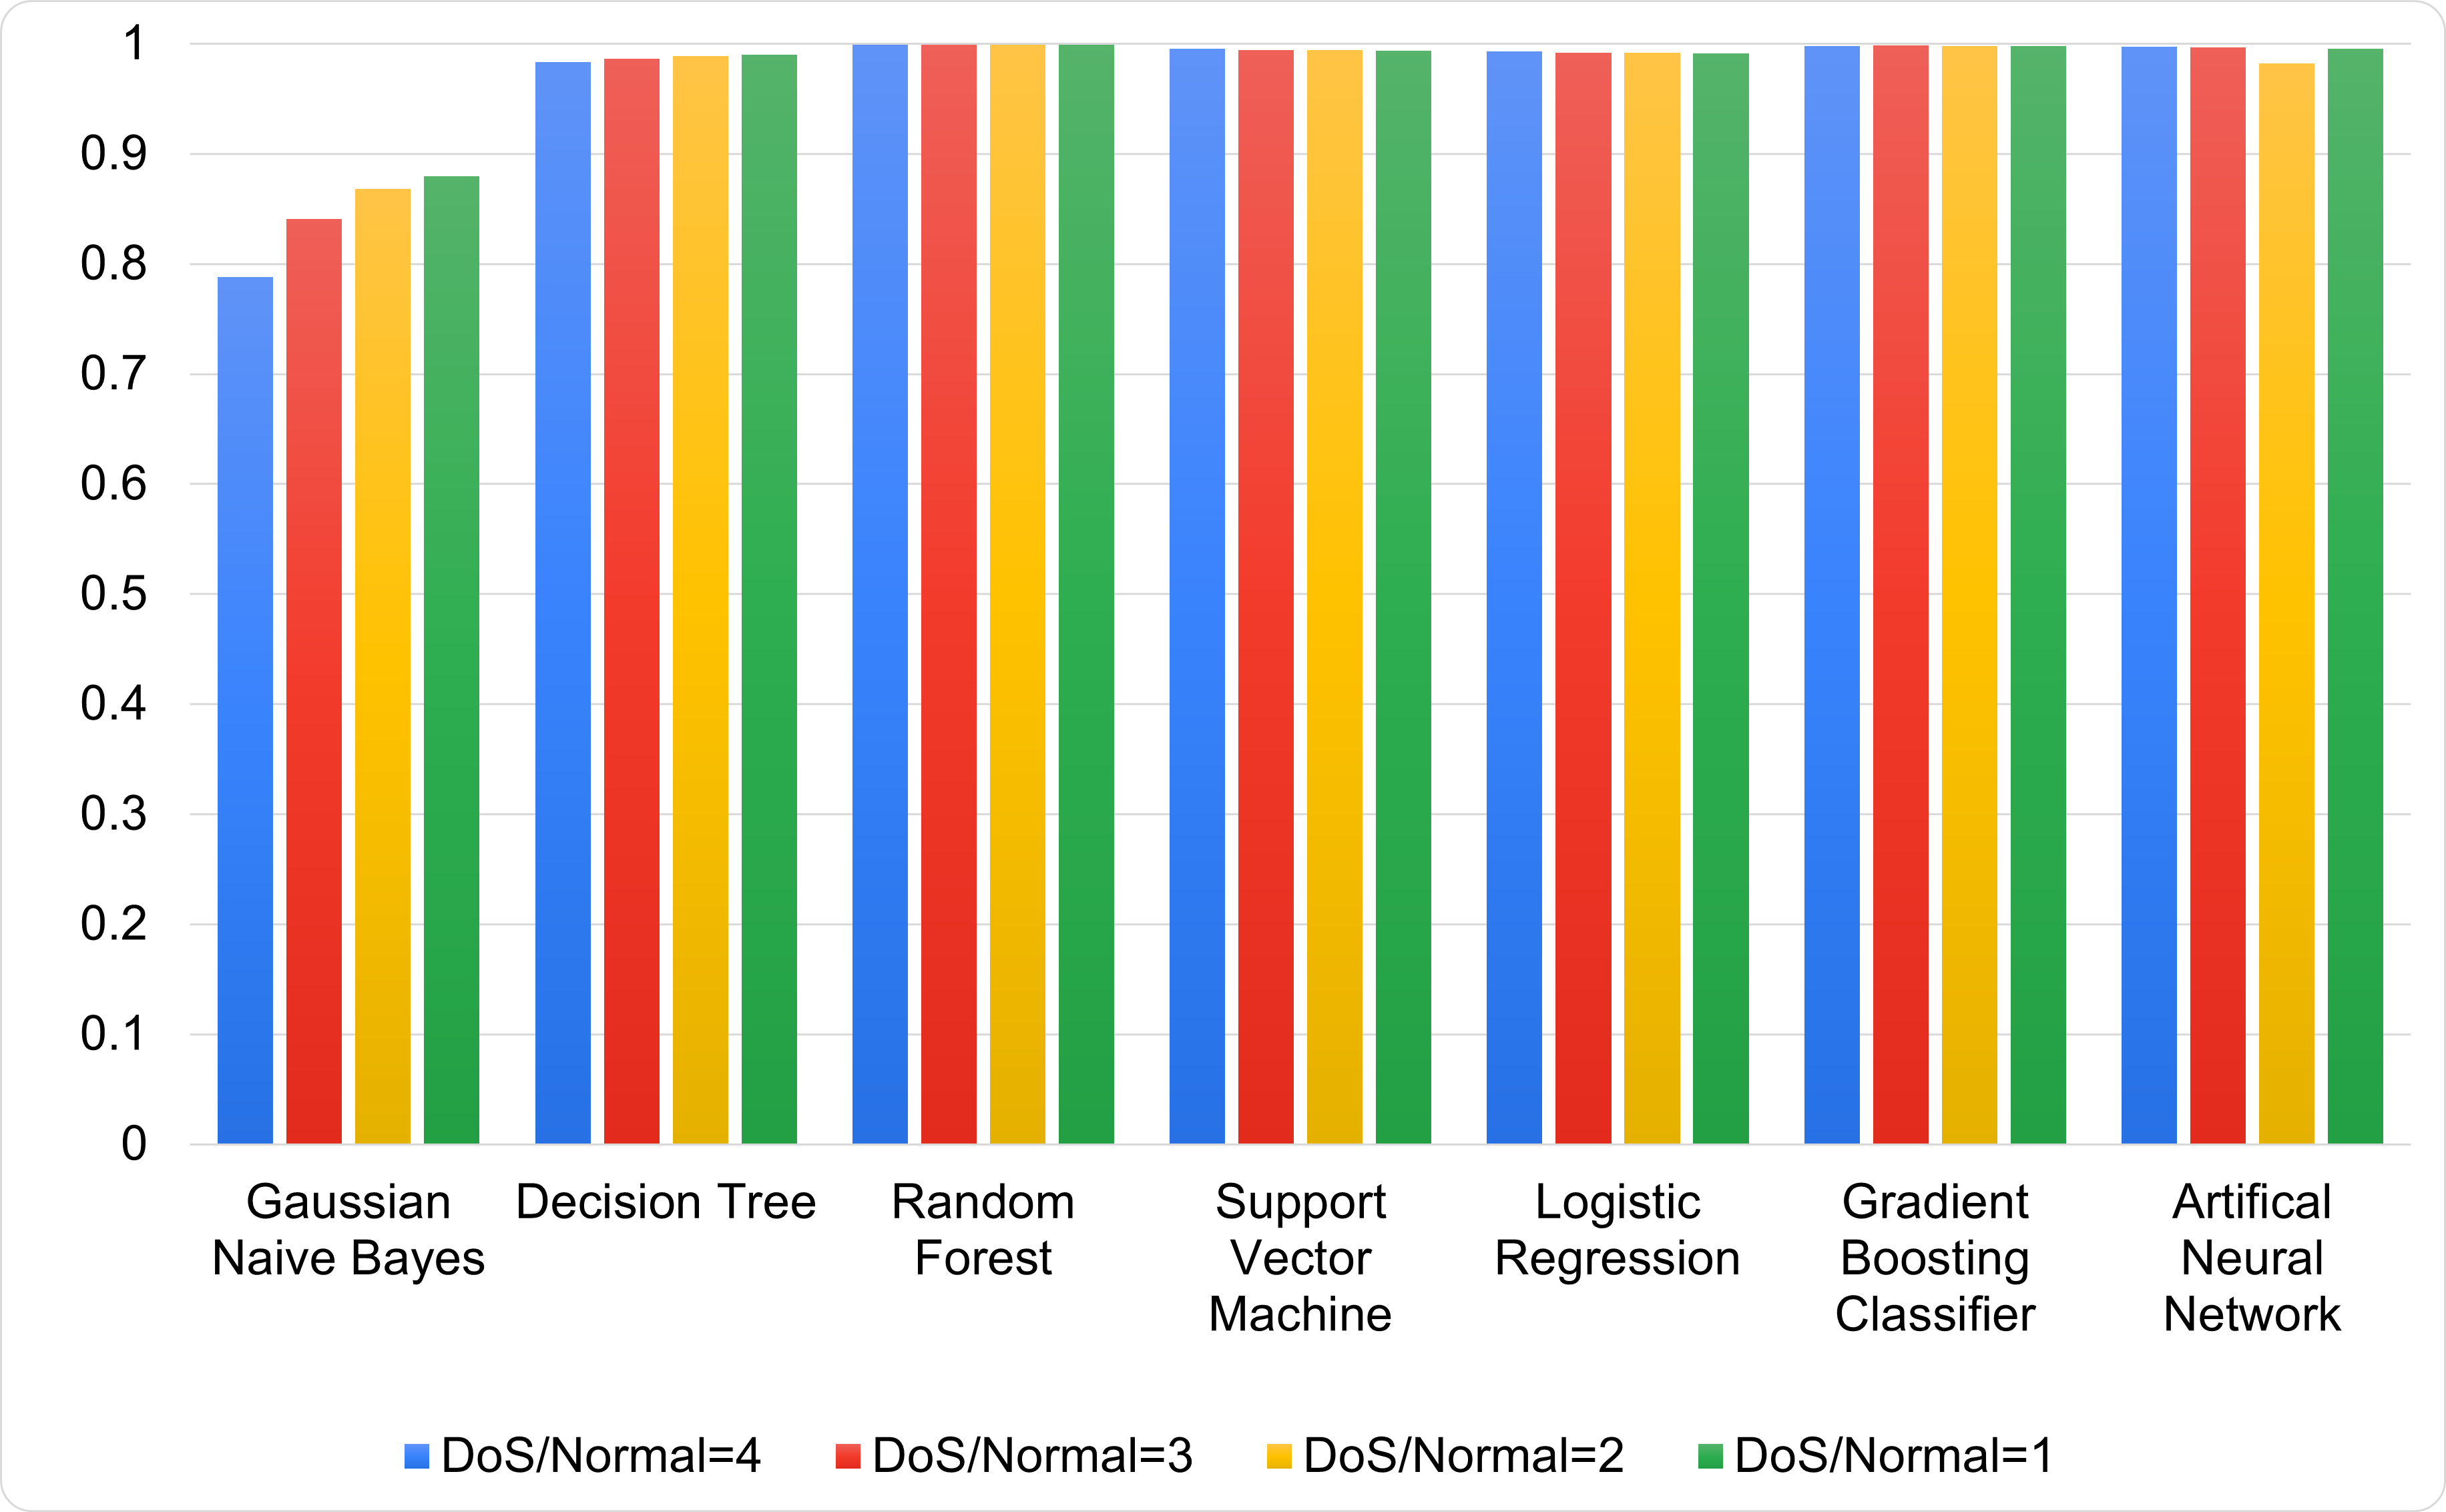 1
0.9
0.8
0.7
0.6
0.5
0.4
0.3
0.2
0.1
0
Gaussian
Naive Bayes
Decision Tree
Random
Forest
Support
Vector
Machine
Logistic
Regression
Gradient
Boosting
Classifier
Artifical
Neural
Network
DoS/Normal=4
DoS/Normal=3
DoS/Normal=2
DoS/Normal=1